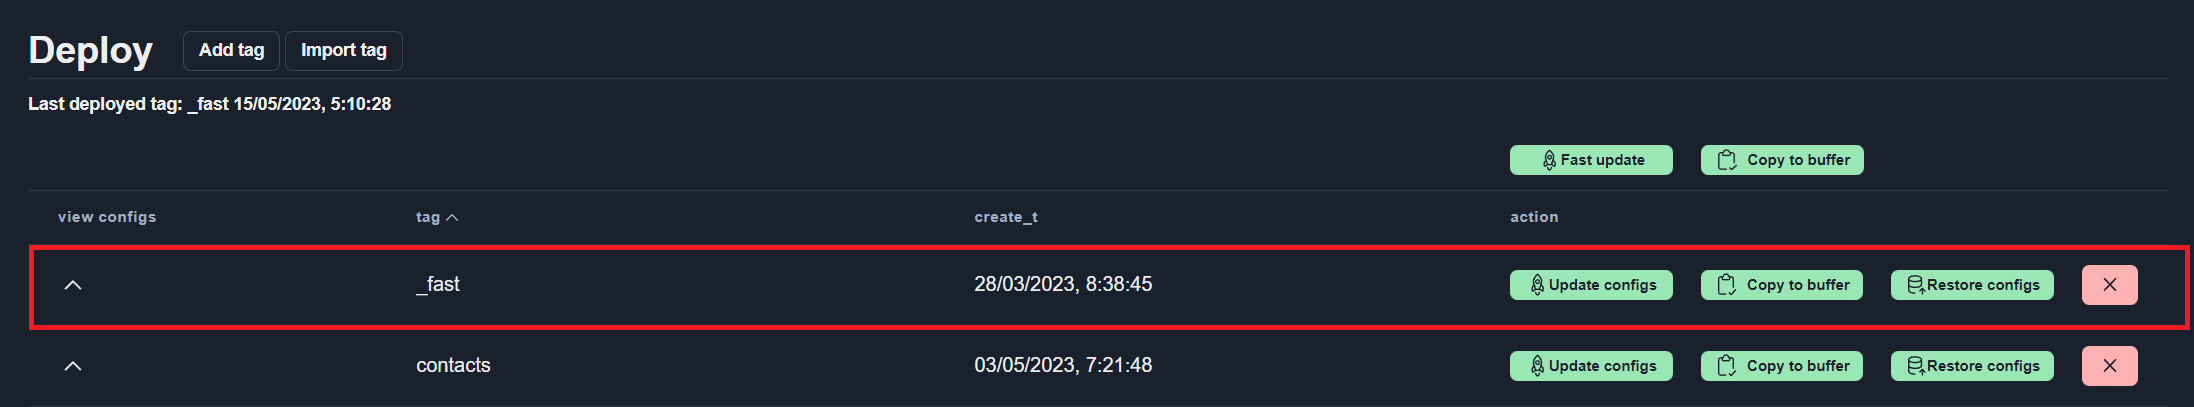 Deploy Add tag Import tag
Last deployed tag: _fast 15/05/2023, 5:10:28
Fast update Copy to buffer
view configs tag create_t action
_fast 28/03/2023, 8:38:45 Update configs Copy to buffer Restore configs
contacts 03/05/2023, 7:21:48 Update configs Copy to buffer Restore configs